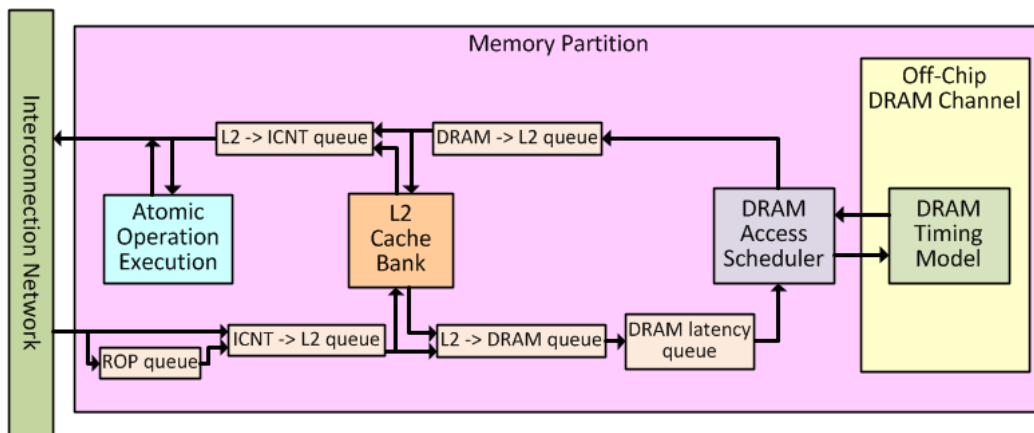 Interconnection Network
Memory Partition
Off-Chip
DRAM Channel
L2 -> ICNT queue
DRAM -> L2 queue
Atomic
Operation
Execution
L2
Cache
Bank
DRAM
Access
Scheduler
DRAM
Timing
Model
ICNT -> L2 queue
L2 -> DRAM queue
DRAM latency
queue
ROP queue